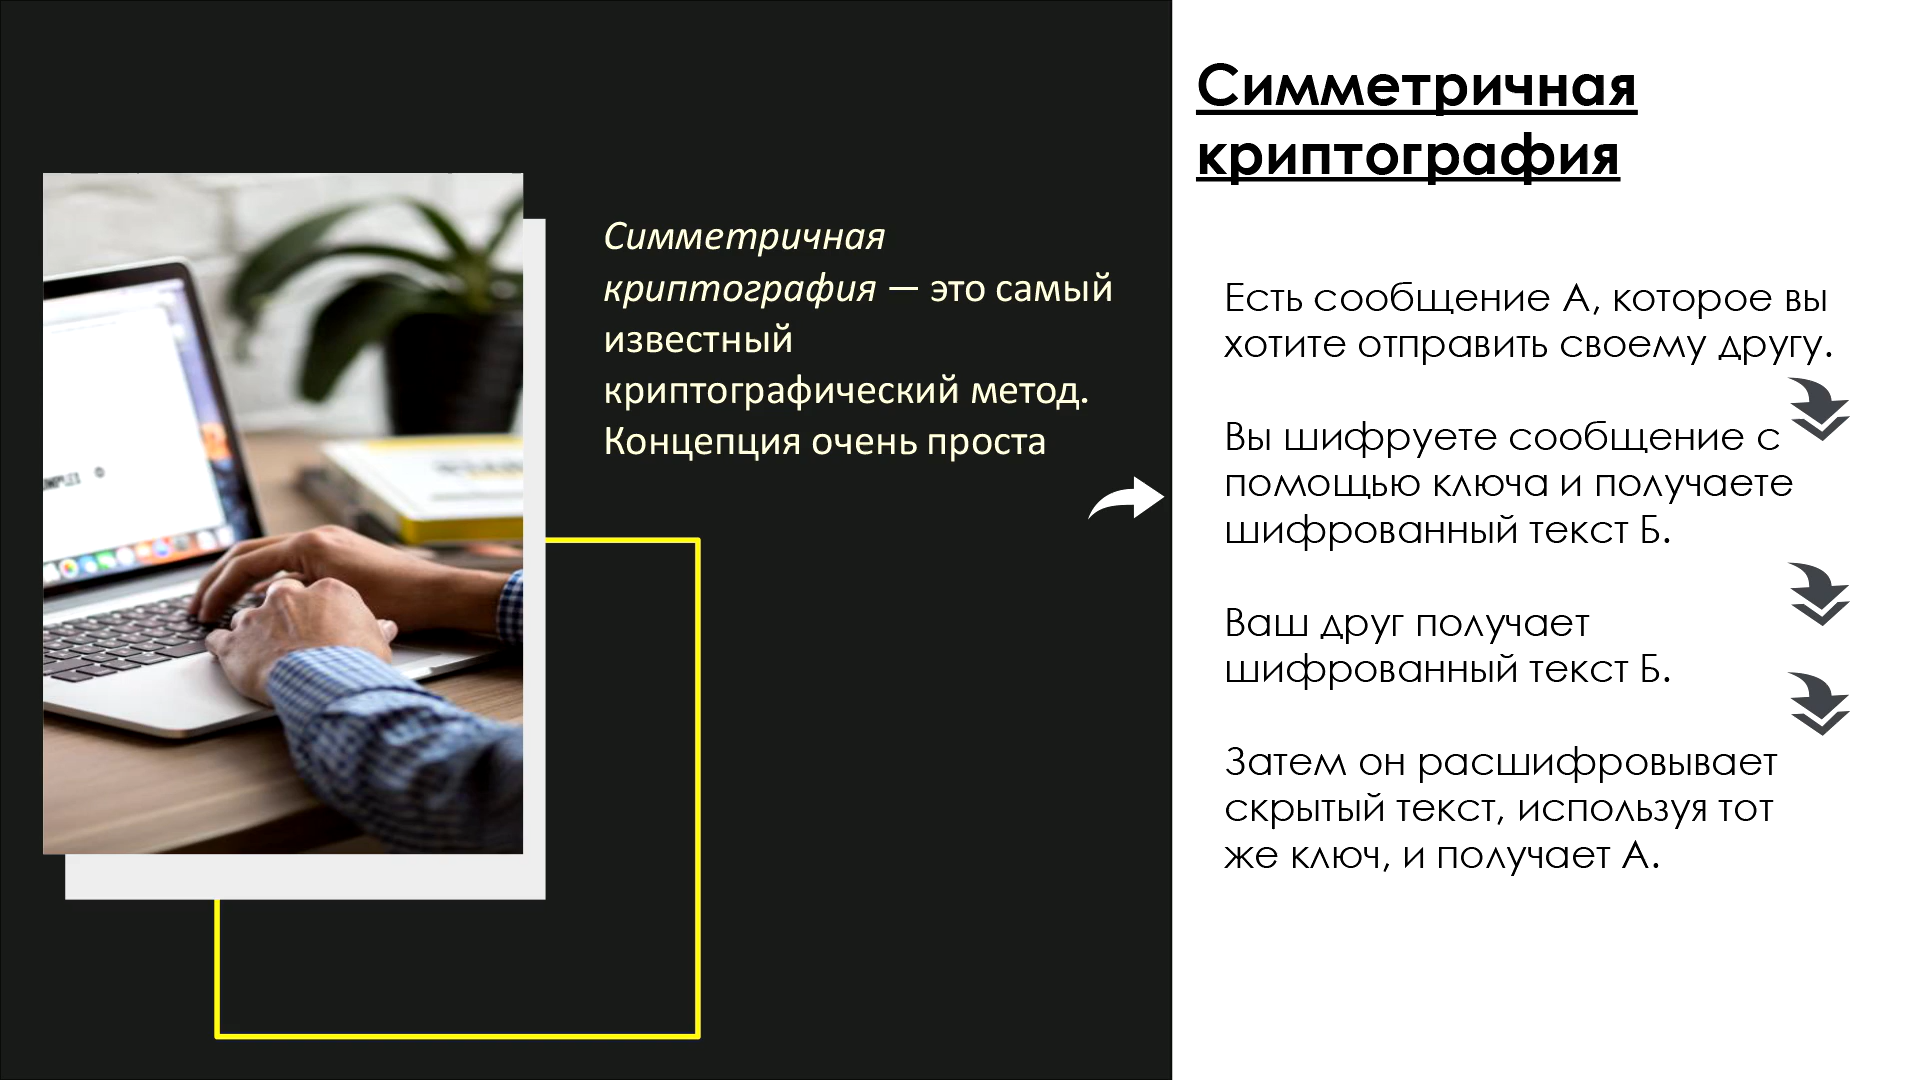 Симметричная
криптография
Симметричная
криптография — это самый
известный
криптографический метод.
Концепция очень проста
Есть сообщение А, которое вы
хотите отправить своему другу.
Вы шифруете сообщение с
помощью ключа и получаете
шифрованный текст Б.
Ваш друг получает
шифрованный текст Б.
Затем он расшифровывает
скрытый текст, используя тот
же ключ, и получает А.